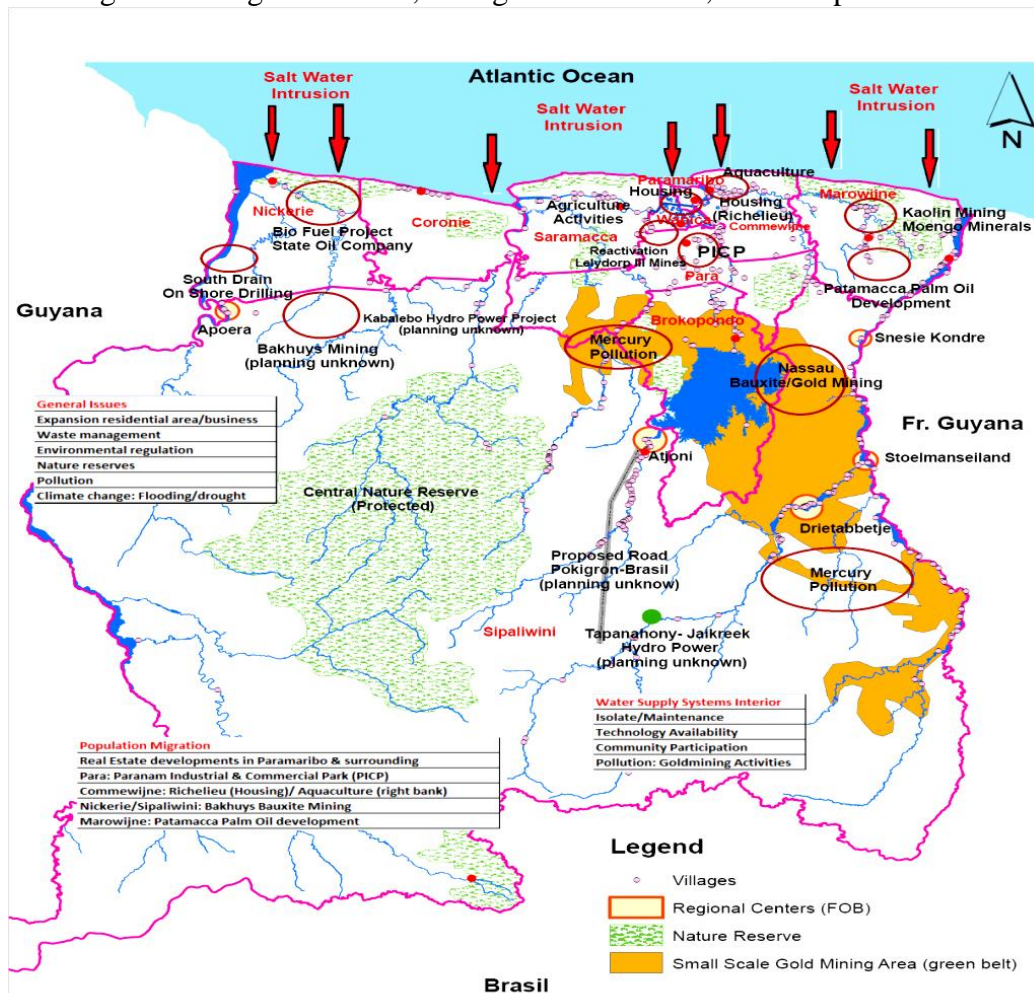 Atlantic Ocean
Salt Water
Intrusion
Salt Water
Intrusion
Salt Water
Intrusion
N
Nickerie
Bio Fuel Project
State Oil Company
Coronie
Agriculture
Activities
Saramacca
Paramaribo
Housing
Wanica
Aquaculture
Housing
(Richelieu)
Commewijne
Marowijne
Kaolin Mining
Moengo Minerals
Reactivation
Lelydorp III Mines
PICP
Para
Patamacca Palm Oil
Development
South Drain
On Shore Drilling
Guyana
Apoera
Kabalebo Hydro Power Project
(planning unknown)
Bakhuys Mining
(planning unknown)
Brokopondo
Mercury
Pollution
Snesie Kondre
Nassau
Bauxite/Gold Mining
Fr. Guyana
General Issues
Expansion residential area/business
Waste management
Environmental regulation
Nature reserves
Pollution
Climate change: Flooding/drought
Atjoni
Stoelmanseiland
Central Nature Reserve
(Protected)
Drietabbetje
Proposed Road
Pokigron-Brasil
(planning unknow)
Mercury
Pollution
Sipaliwini
Tapanahony- Jaikreek
Hydro Power
(planning unknown)
Water Supply Systems Interior
Isolate/Maintenance
Technology Availability
Community Participation
Pollution: Goldmining Activities
Population Migration
Real Estate developments in Paramaribo & surrounding
Para: Paranam Industrial & Commercial Park (PICP)
Commewijne: Richelieu (Housing)/ Aquaculture (right bank)
Nickerie/Sipaliwini: Bakhuys Bauxite Mining
Marowijne: Patamacca Palm Oil development
Legend
Villages
Regional Centers (FOB)
Nature Reserve
Small Scale Gold Mining Area (green belt)
Brasil